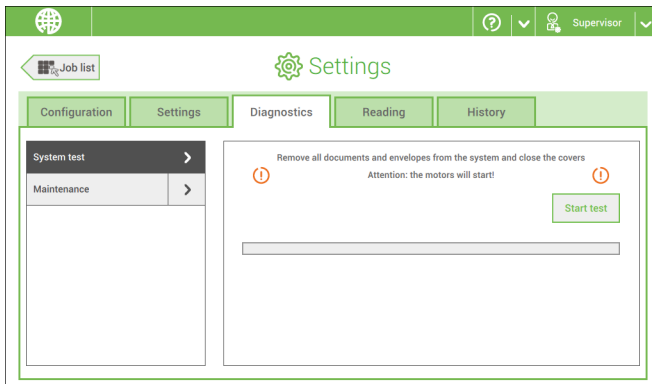 Supervisor
Job list
Settings
Configuration
Settings
Diagnostics
Reading
History
System test
Maintenance
Remove all documents and envelopes from the system and close the covers
Attention: the motors will start!
Start test